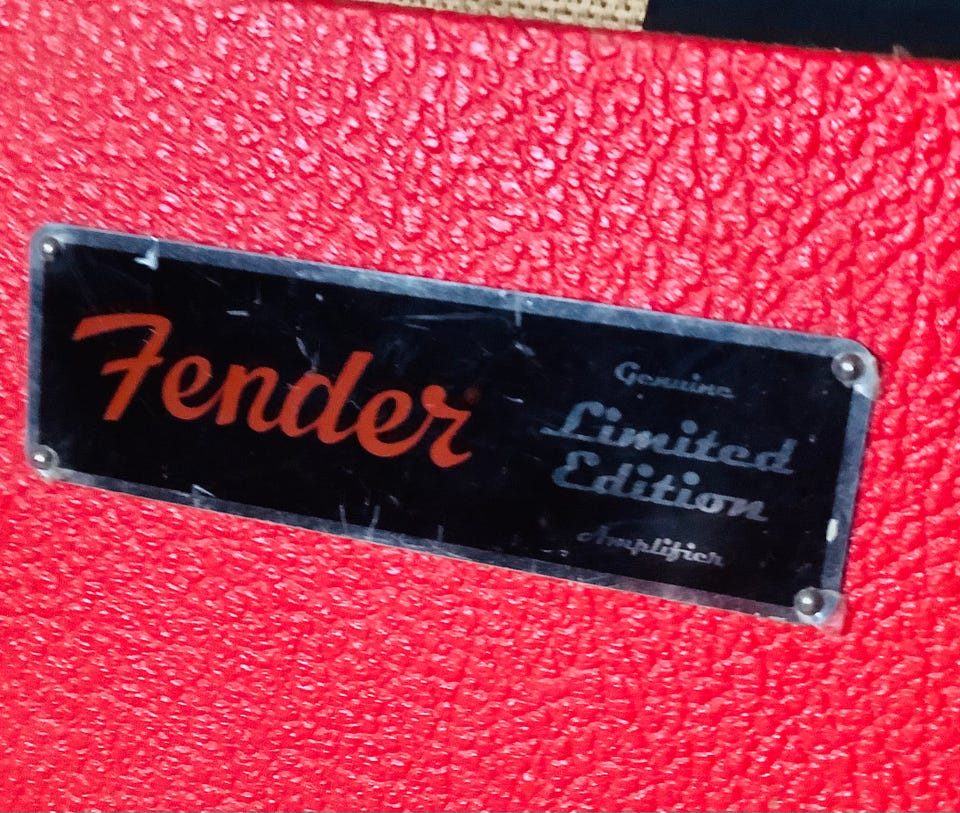 Fender
Genuine
Limited
Edition
Amplifier